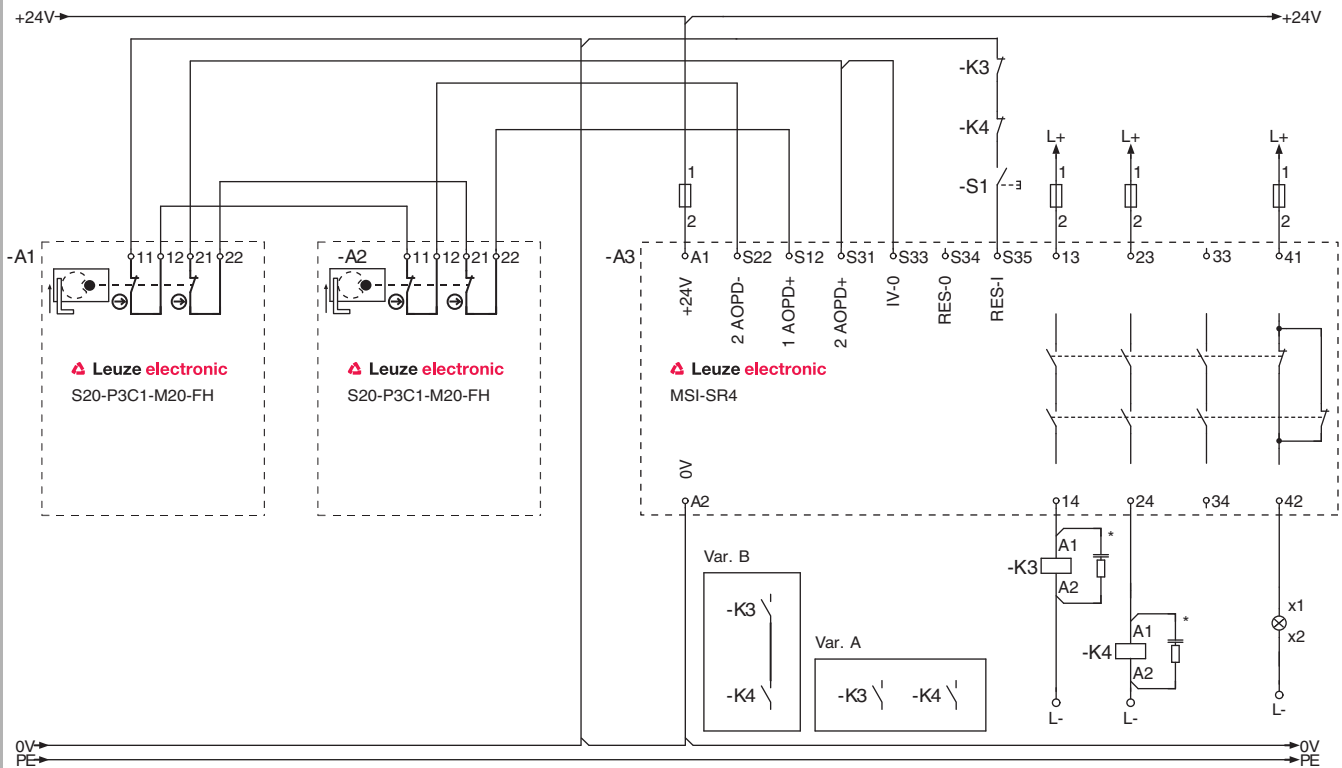 +24V +24V
-K3
-K4
L+ L+ L+
1 1 1 1
-S1
2 2 2 2
-A1 11 12 21 22 -A2 11 12 21 22 -A3 A1 S22 S12 S31 S33 S34 S35 13 23 33 41
+24V
2 AOPD-
1 AOPD+
2 AOPD+
IV-0
RES-0
RES-I
Leuze electronic
S20-P3C1-M20-FH
Leuze electronic
S20-P3C1-M20-FH
Leuze electronic
MSI-SR4
0V
A2 14 24 34 42
Var. B
-K3
-K4
Var. A
-K3 -K4
A1 *
-K3
A2
A1 *
-K4
A2
x1
x2
L- L- L-
0V 0V
PE PE